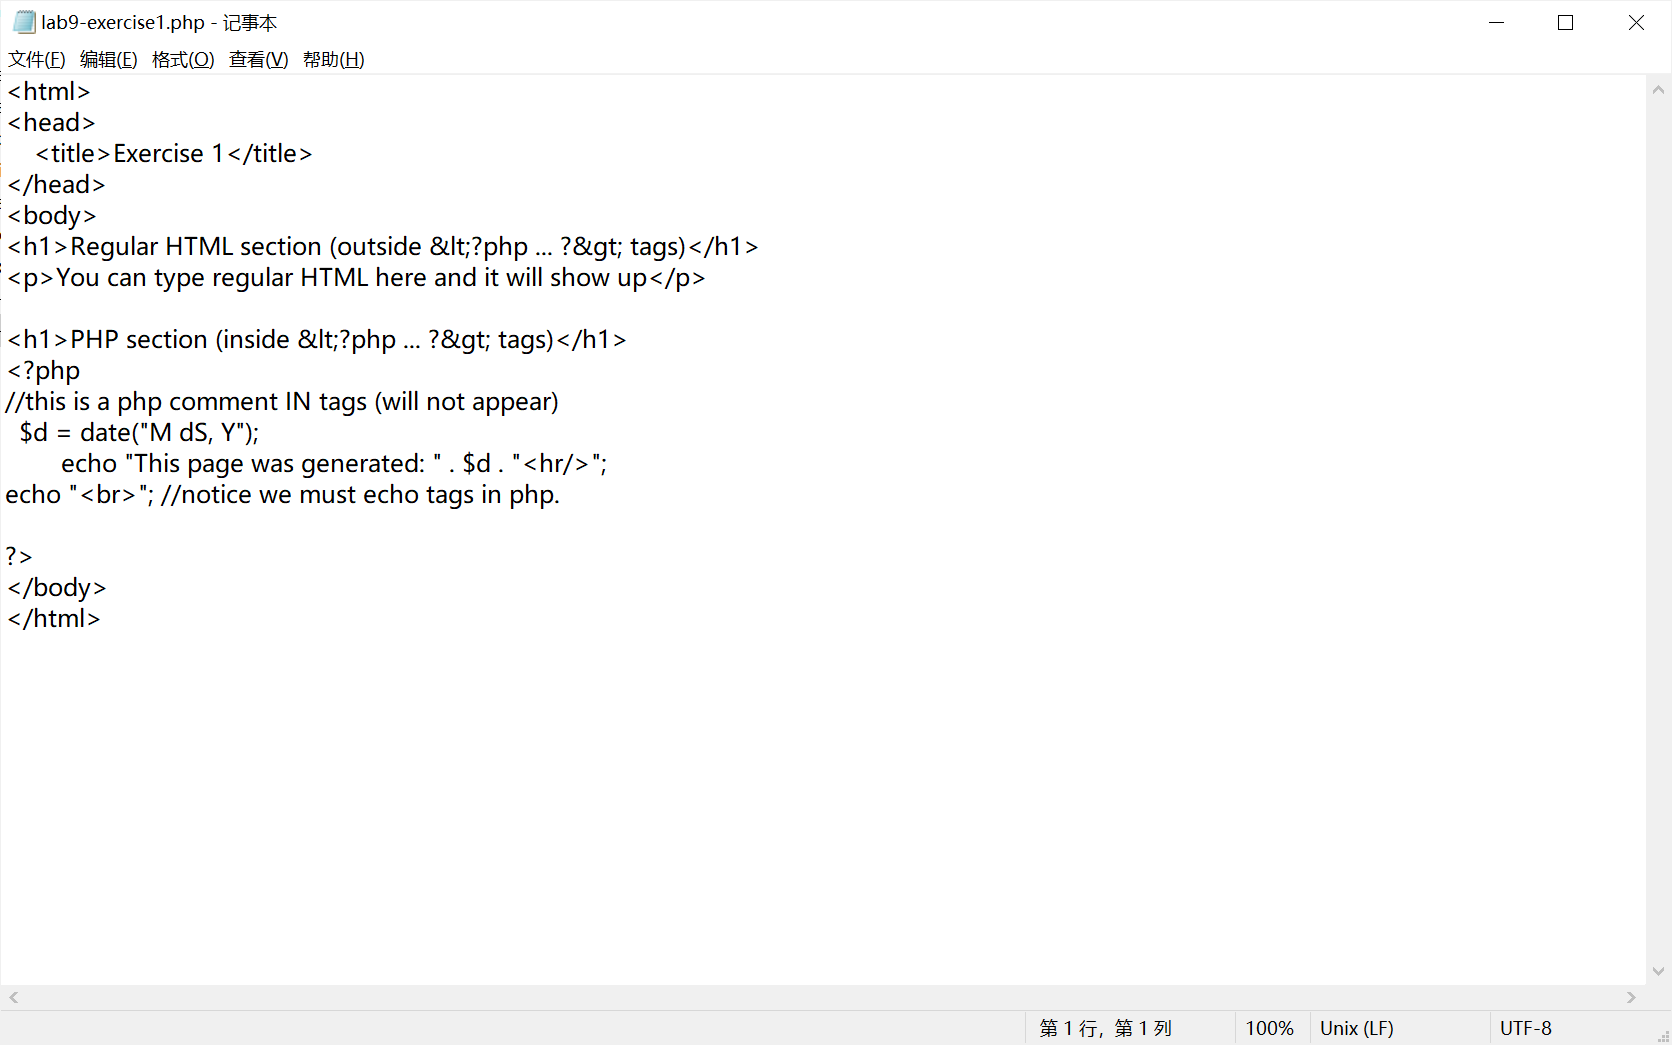 lab9-exercise1.php - 记事本
文件(F) 编辑(E) 格式(O) 查看(V) 帮助(H)
<html>
<head>
    <title>Exercise 1</title>
</head>
<body>
<h1>Regular HTML section (outside &lt;?php ... ?&gt; tags)</h1>
<p>You can type regular HTML here and it will show up</p>

<h1>PHP section (inside &lt;?php ... ?&gt; tags)</h1>
<?php
//this is a php comment IN tags (will not appear)
  $d = date("M dS, Y");
        echo "This page was generated: " . $d . "<hr/>";
echo "<br>"; //notice we must echo tags in php.

?>
</body>
</html>
第 1 行，第 1 列 100% Unix (LF) UTF-8